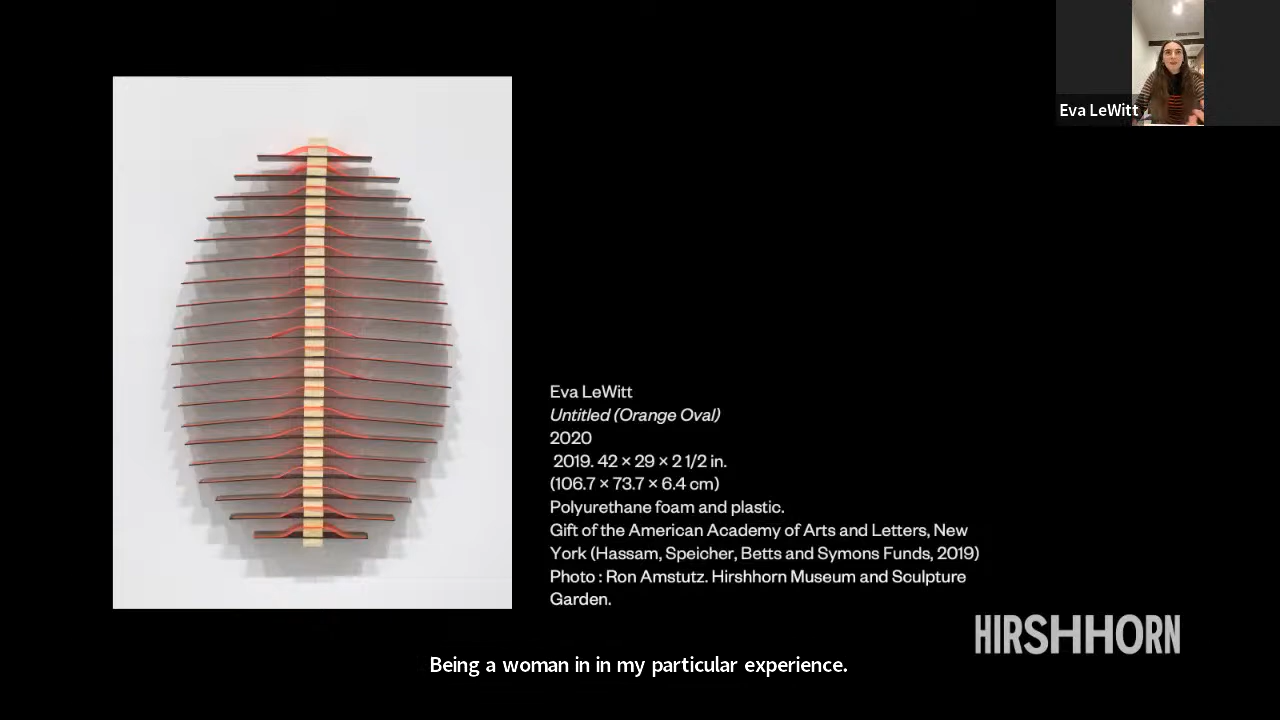 Eva LeWitt
Eva LeWitt
Untitled (Orange Oval)
2020
2019. 42 × 29 × 2 1/2 in.
(106.7 × 73.7 × 6.4 cm)
Polyurethane foam and plastic.
Gift of the American Academy of Arts and Letters, New
York (Hassam, Speicher, Betts and Symons Funds, 2019)
Photo : Ron Amstutz. Hirshhorn Museum and Sculpture
Garden.
HIRSHHORN
Being a woman in in my particular experience.